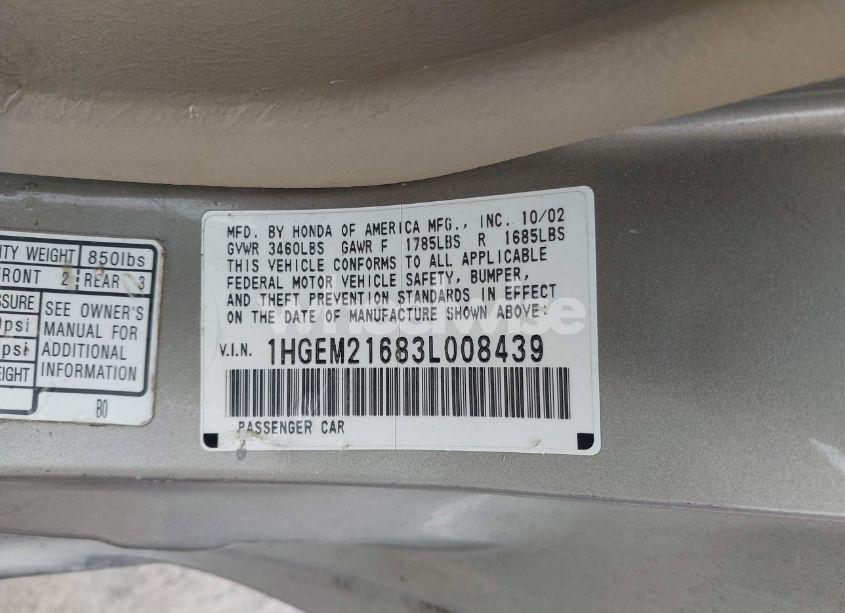 MFD. BY HONDA OF AMERICA MFG., INC. 10/02
GVWR 3460LBS GAWR F 1785LBS R 1685LBS
THIS VEHICLE CONFORMS TO ALL APPLICABLE
FEDERAL MOTOR VEHICLE SAFETY, BUMPER,
AND THEFT PREVENTION STANDARDS IN EFFECT
ON THE DATE OF MANUFACTURE SHOWN ABOVE:
V.I.N. 1HGEM21683L008439
PASSENGER CAR
ITY WEIGHT 850lbs
FRONT 2 REAR 3
SSURE
psi
psi
EIGHT
SEE OWNER'S
MANUAL FOR
ADDITIONAL
INFORMATION
B0